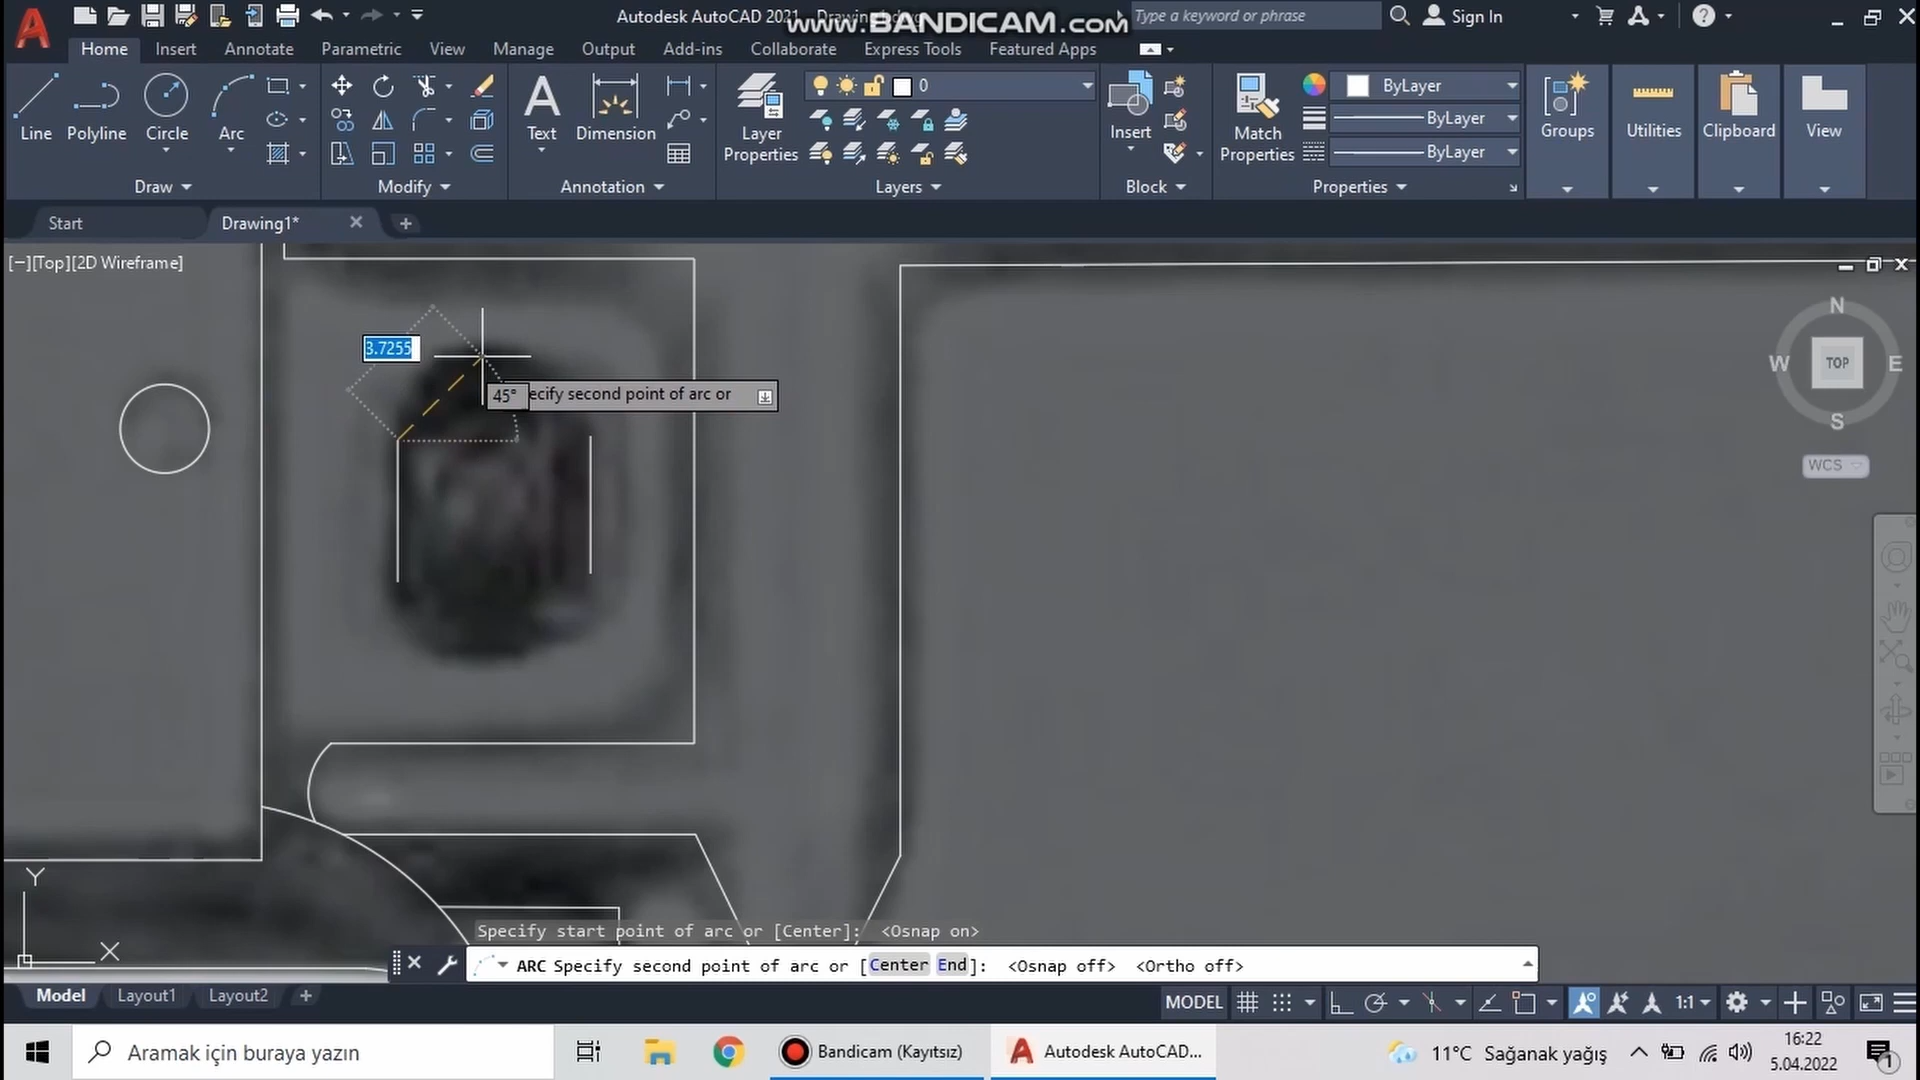 Autodesk AutoCAD 2021
www.BANDICAM.com
Type a keyword or phrase
Sign In
Home Insert Annotate Parametric View Manage Output Add-ins Collaborate Express Tools Featured Apps
0
ByLayer
Line Polyline Circle Arc
Text Dimension
Layer Properties
Insert
Match Properties
ByLayer
ByLayer
Groups Utilities Clipboard View
Draw Modify Annotation Layers Block Properties
Start Drawing1*
[−][Top][2D Wireframe]
N
W TOP E
S
WCS
3.7255
45° ecify second point of arc or
Y
X
Specify start point of arc or [Center]: <Osnap on>
ARC Specify second point of arc or [Center End]: <Osnap off> <Ortho off>
Model Layout1 Layout2
MODEL 1:1
Aramak için buraya yazın
Bandicam (Kayıtsız)
Autodesk AutoCAD...
11°C Sağanak yağış
16:22
5.04.2022
1